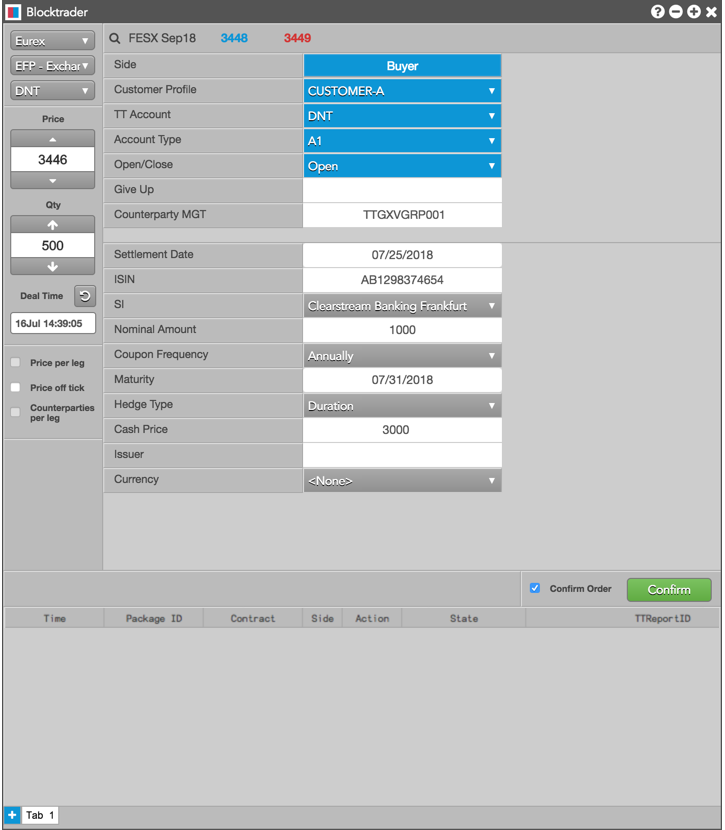 Blocktrader
Eurex
EFP - Exchar
DNT
Price
3446
Qty
500
Deal Time
16Jul 14:39:05
Price per leg
Price off tick
Counterparties
per leg
FESX Sep18 3448 3449
Side Buyer
Customer Profile CUSTOMER-A
TT Account DNT
Account Type A1
Open/Close Open
Give Up
Counterparty MGT TTGXVGRP001
Settlement Date 07/25/2018
ISIN AB1298374654
SI Clearstream Banking Frankfurt
Nominal Amount 1000
Coupon Frequency Annually
Maturity 07/31/2018
Hedge Type Duration
Cash Price 3000
Issuer
Currency <None>
Confirm Order Confirm
Time Package ID Contract Side Action State TTReportID
+ Tab 1